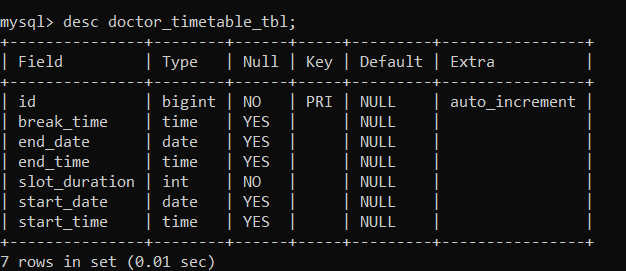 mysql> desc doctor_timetable_tbl;
+---------------+--------+------+-----+---------+----------------+
| Field         | Type   | Null | Key | Default | Extra          |
+---------------+--------+------+-----+---------+----------------+
| id            | bigint | NO   | PRI | NULL    | auto_increment |
| break_time    | time   | YES  |     | NULL    |                |
| end_date      | date   | YES  |     | NULL    |                |
| end_time      | time   | YES  |     | NULL    |                |
| slot_duration | int    | NO   |     | NULL    |                |
| start_date    | date   | YES  |     | NULL    |                |
| start_time    | time   | YES  |     | NULL    |                |
+---------------+--------+------+-----+---------+----------------+
7 rows in set (0.01 sec)